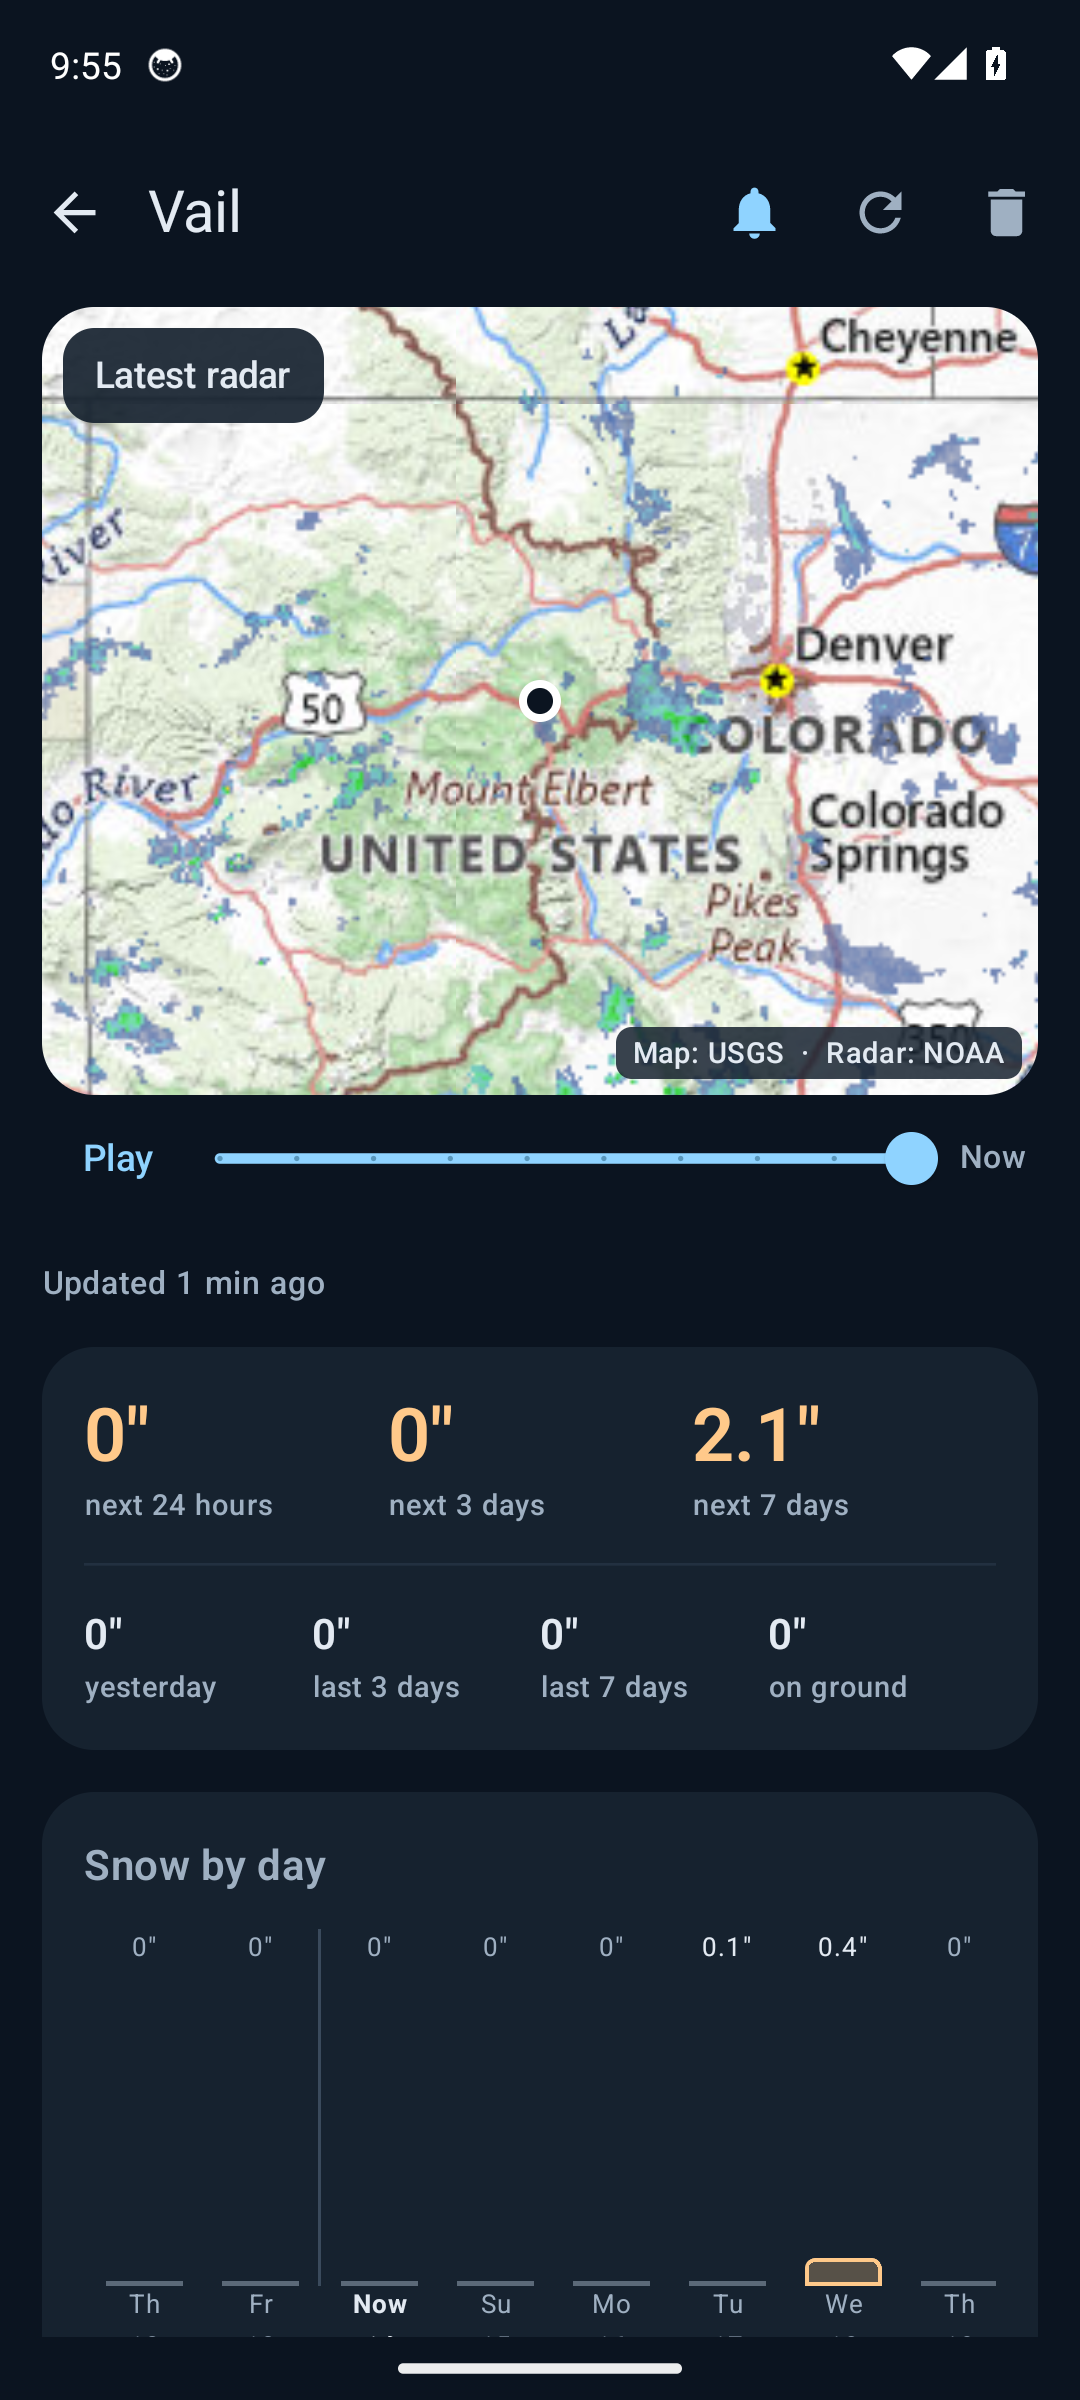 9:55
Vail
Latest radar
Cheyenne
River
Denver
50
COLORADO
River
Mount Elbert
Colorado
Springs
UNITED STATES
Pikes
Peak
350
Map: USGS · Radar: NOAA
Play
Now
Updated 1 min ago
0" 0" 2.1"
next 24 hours next 3 days next 7 days
0" 0" 0" 0"
yesterday last 3 days last 7 days on ground
Snow by day
0" 0" 0" 0" 0" 0.1" 0.4" 0"
Th Fr Now Su Mo Tu We Th